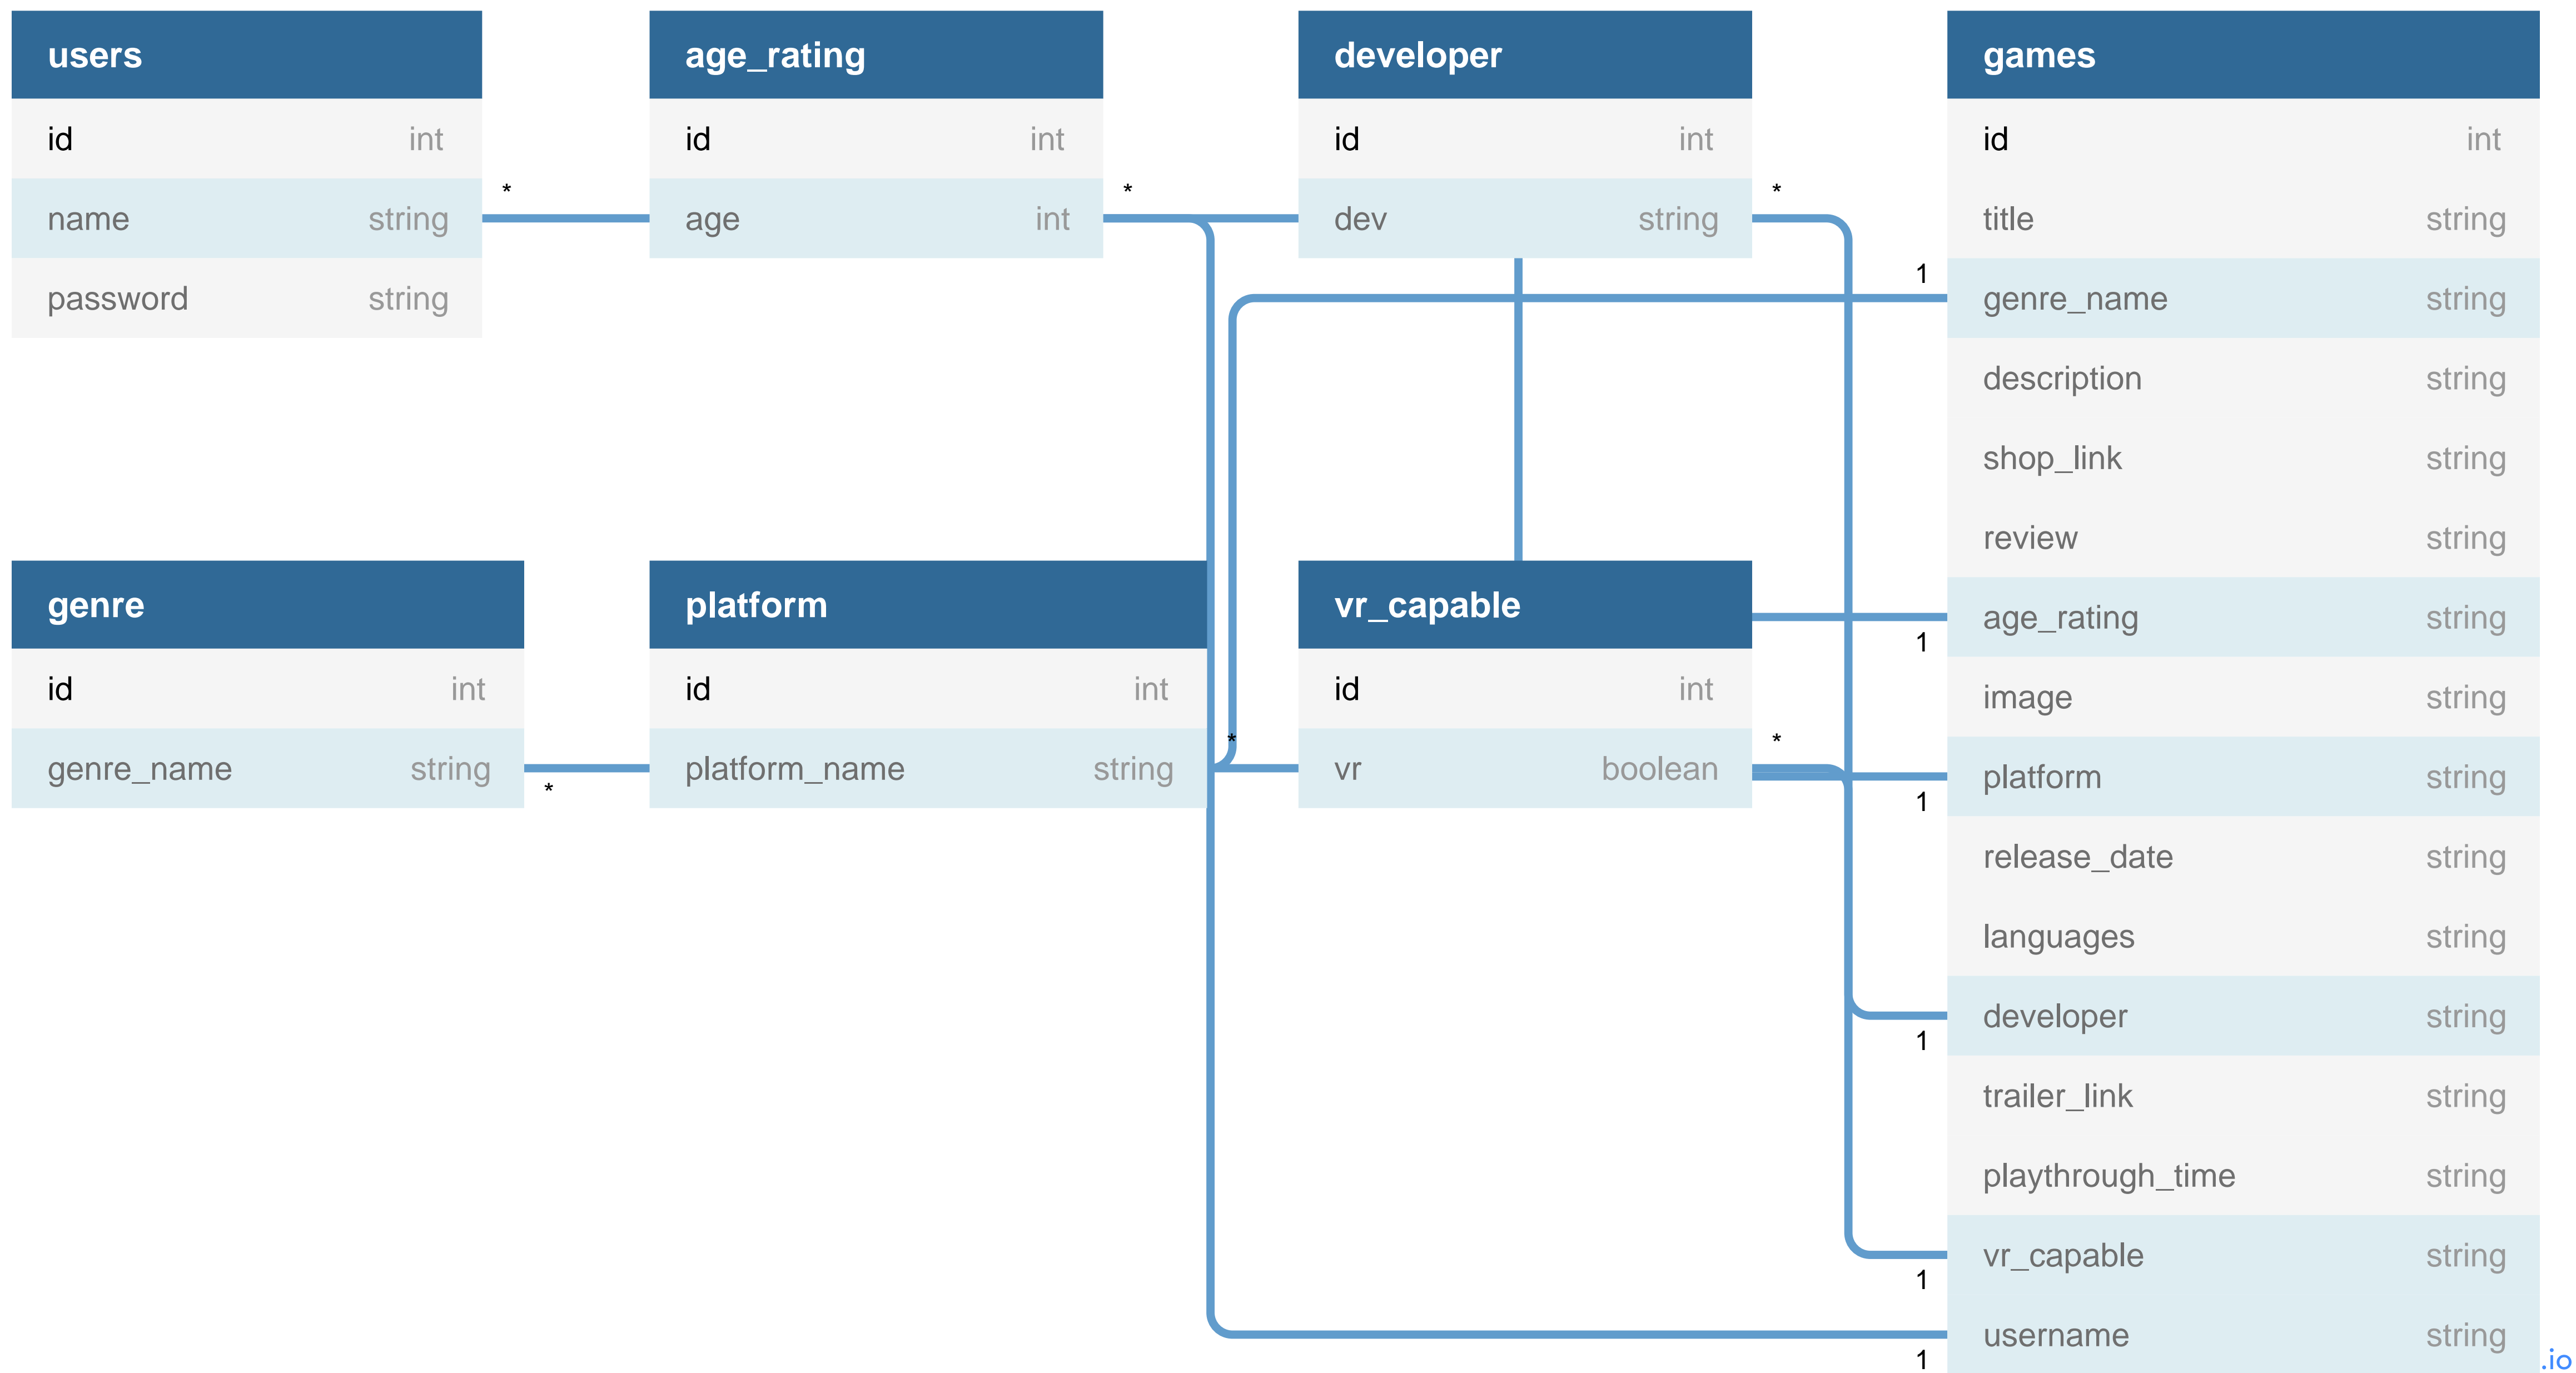 users
id int
name string
password string
*
age_rating
id int
age int
*
developer
id int
dev string
*
genre
id int
genre_name string
*
platform
id int
platform_name string
*
vr_capable
id int
vr boolean
*
games
id int
title string
1
genre_name string
description string
shop_link string
review string
age_rating string
1
image string
platform string
1
release_date string
languages string
developer string
1
trailer_link string
playthrough_time string
vr_capable string
1
username string
1
.io